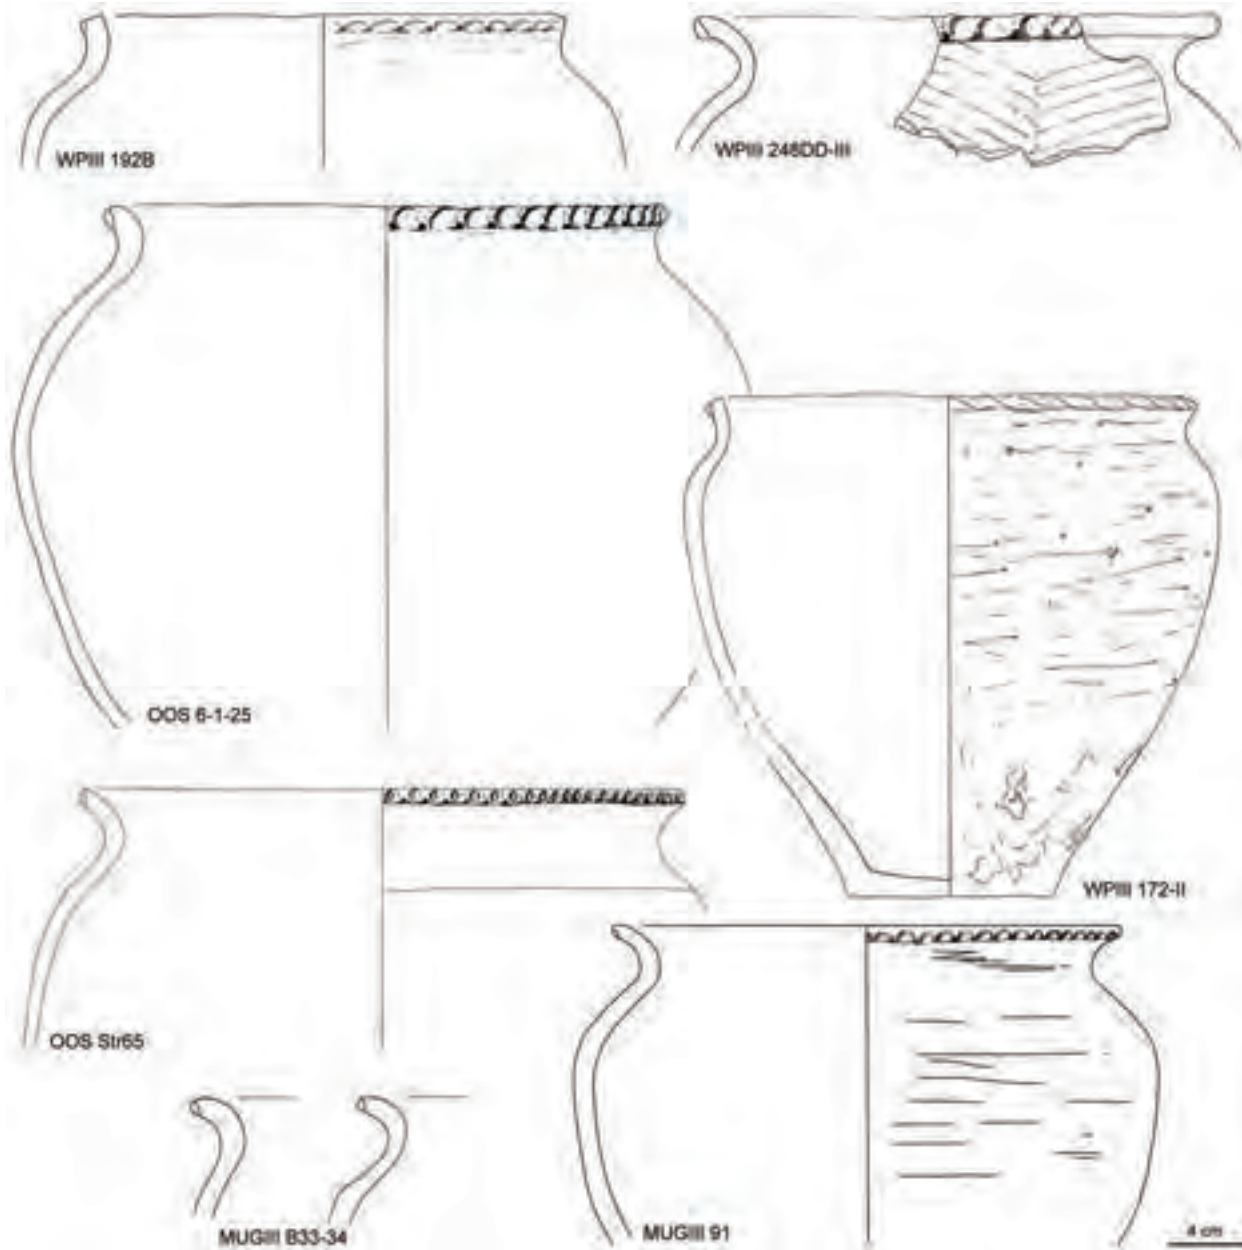 WPIII 192B
WPIII 248DD-III
OOS 6-1-25
WPIII 172-II
OOS Str65
MUGIII B33-34
MUGIII 91
4 cm